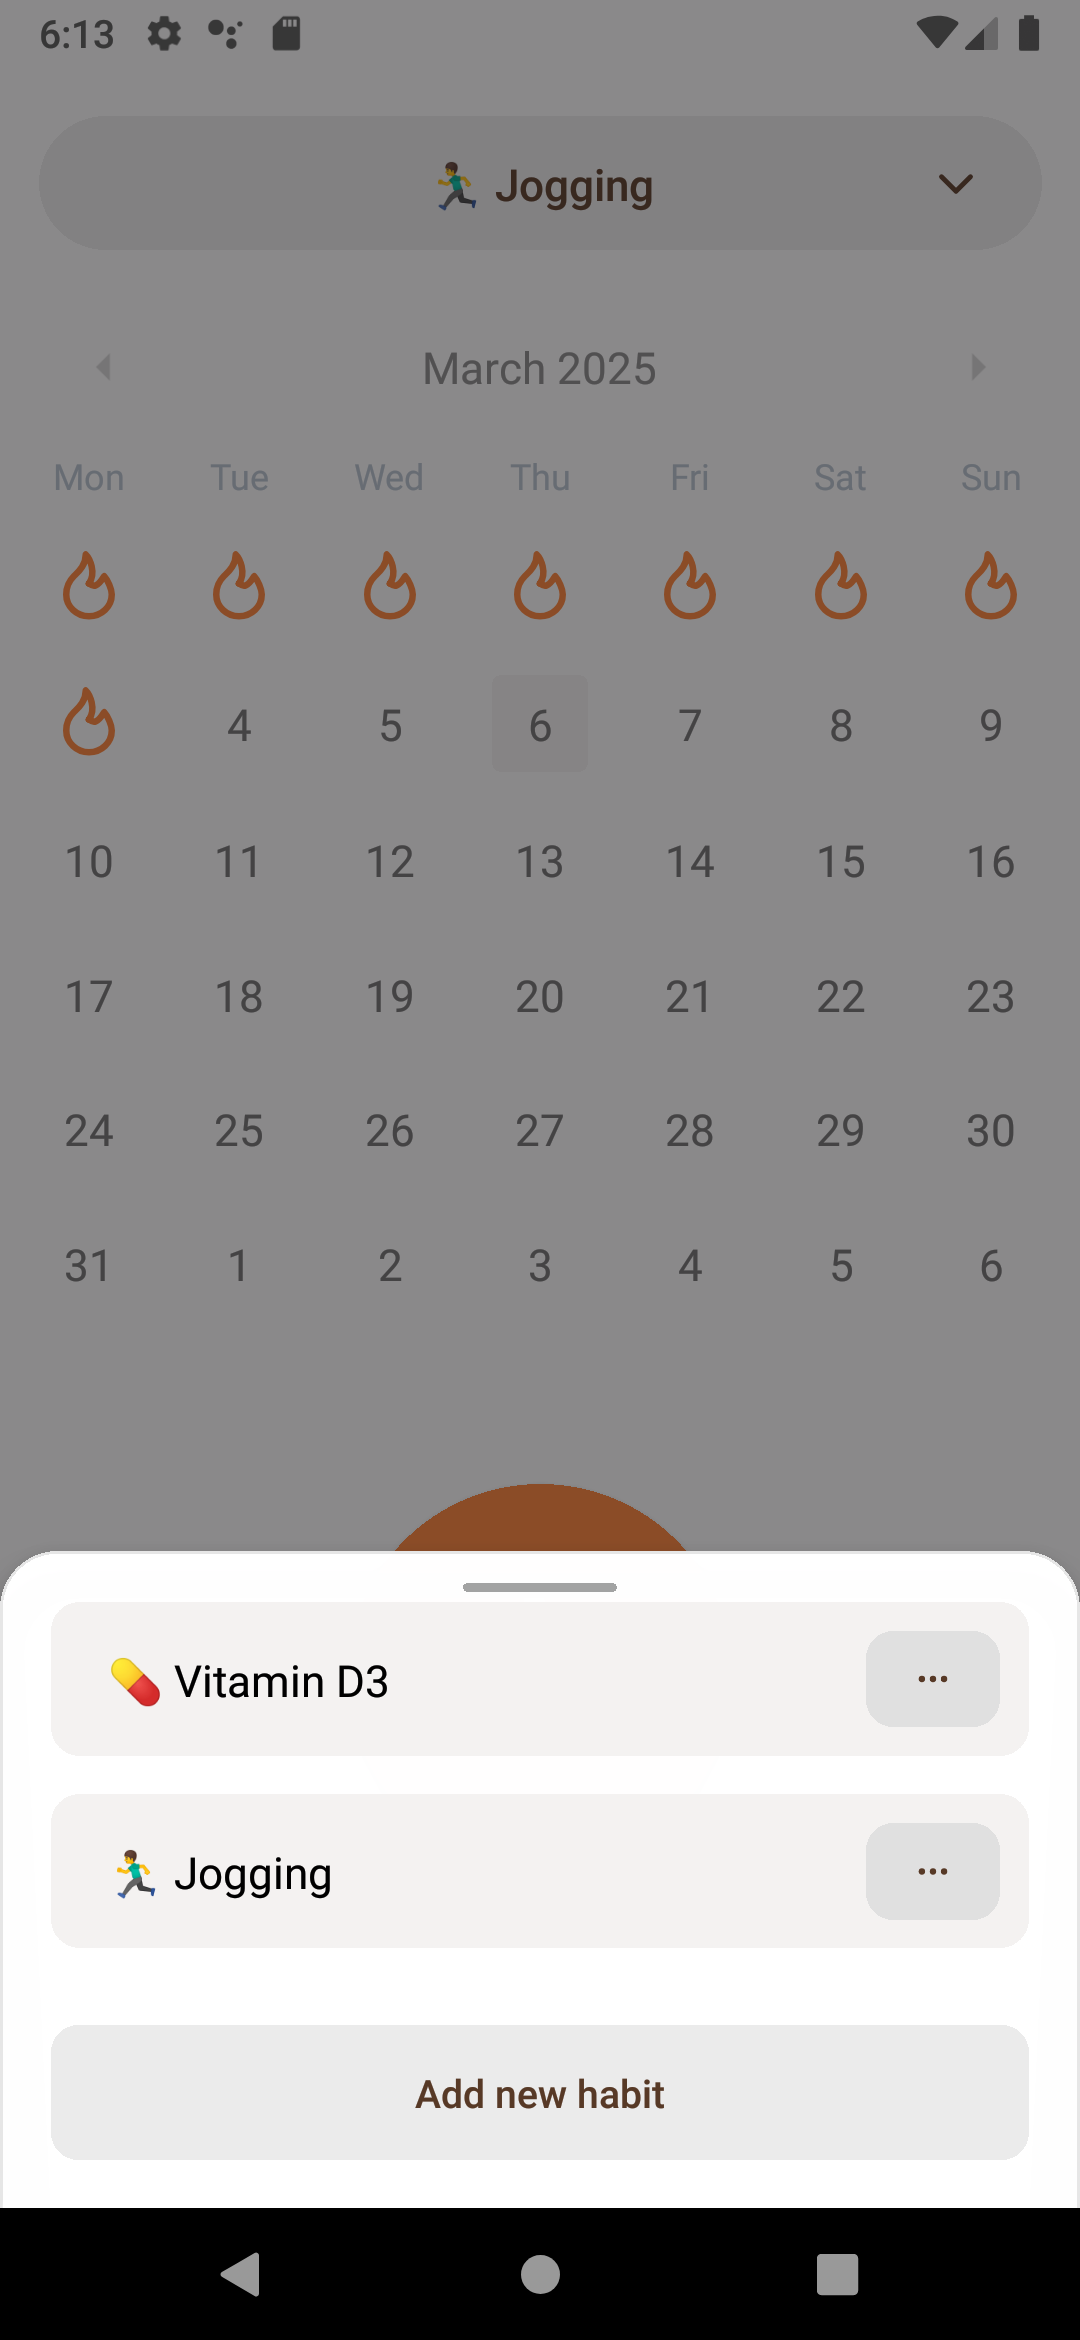 6:13
Jogging
March 2025
Mon Tue Wed Thu Fri Sat Sun
4 5 6 7 8 9
10 11 12 13 14 15 16
17 18 19 20 21 22 23
24 25 26 27 28 29 30
31 1 2 3 4 5 6
Vitamin D3
Jogging
Add new habit